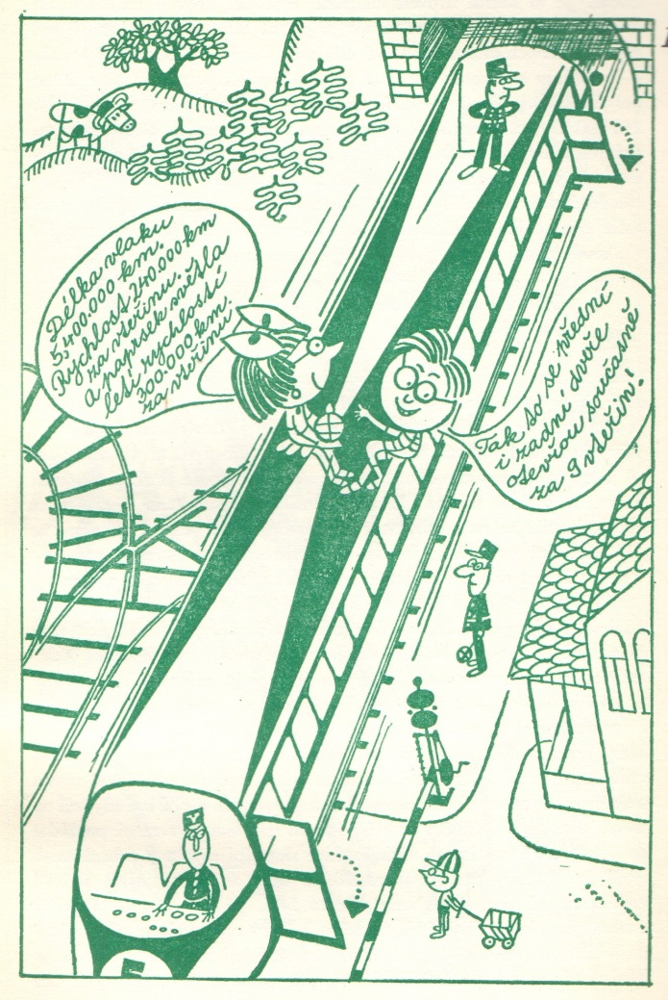 Délka vlaku
5.400.000 km.
Rychlost 240.000 km
za vteřinu.
a paprsek světla
letí rychlostí
300.000 km.
za vteřinu.
Tak to se přední
i zadní dveře
otevřou současně
za 9 vteřin!